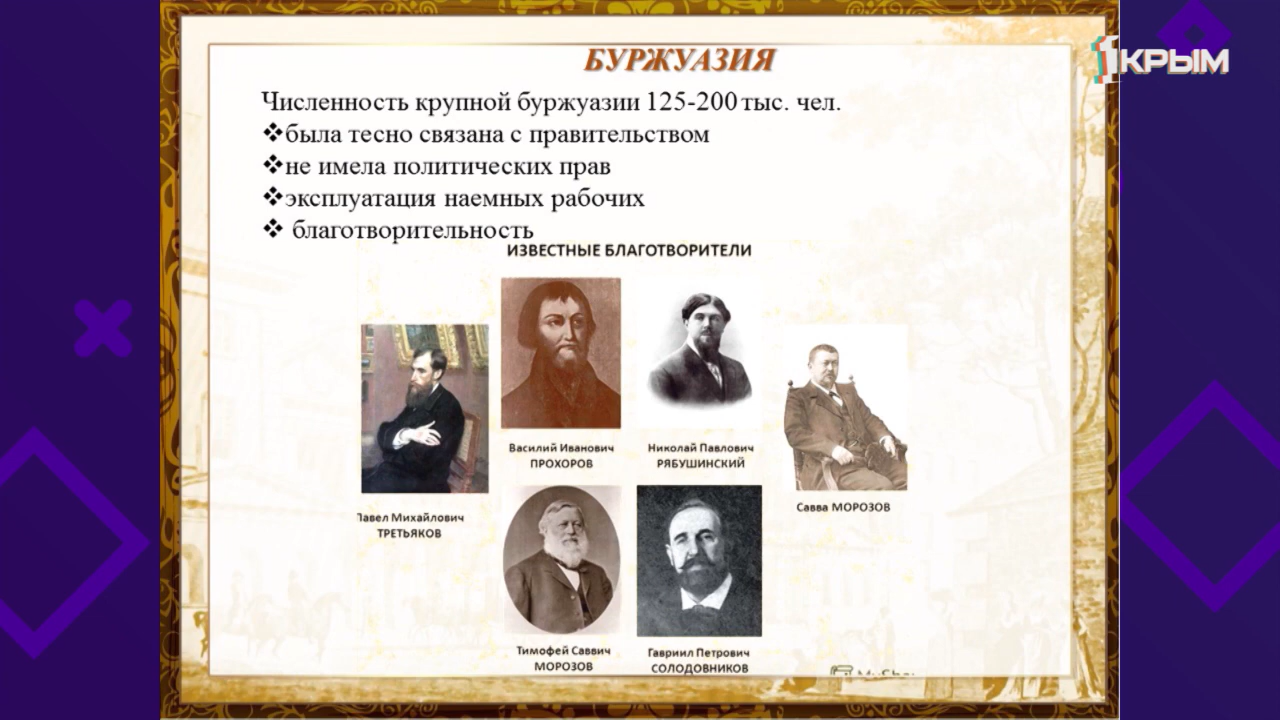 БУРЖУАЗИЯ
1КРЫМ
Численность крупной буржуазии 125-200 тыс. чел.
❖была тесно связана с правительством
❖не имела политических прав
❖эксплуатация наемных рабочих
❖ благотворительность
ИЗВЕСТНЫЕ БЛАГОТВОРИТЕЛИ
Василий Иванович
ПРОХОРОВ
Николай Павлович
РЯБУШИНСКИЙ
Савва МОРОЗОВ
Павел Михайлович
ТРЕТЬЯКОВ
Тимофей Саввич
МОРОЗОВ
Гавриил Петрович
СОЛОДОВНИКОВ